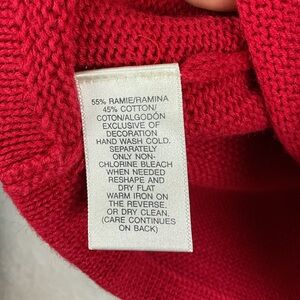 55% RAMIE/RAMINA
45% COTTON/
COTON/ALGODÓN
EXCLUSIVE OF
DECORATION
HAND WASH COLD.
SEPARATELY
ONLY NON-
CHLORINE BLEACH
WHEN NEEDED
RESHAPE AND
DRY FLAT
WARM IRON ON
THE REVERSE.
OR DRY CLEAN.
(CARE CONTINUES
ON BACK)